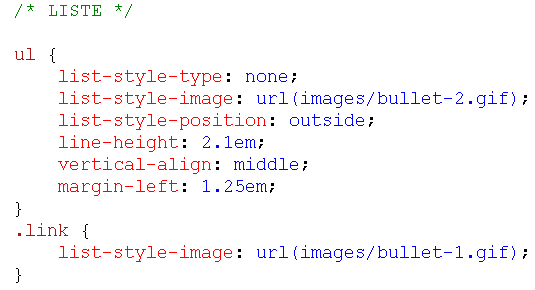 /* LISTE */
ul {
list-style-type: none;
list-style-image: url(images/bullet-2.gif);
list-style-position: outside;
line-height: 2.1em;
vertical-align: middle;
margin-left: 1.25em;
}
.link {
list-style-image: url(images/bullet-1.gif);
}